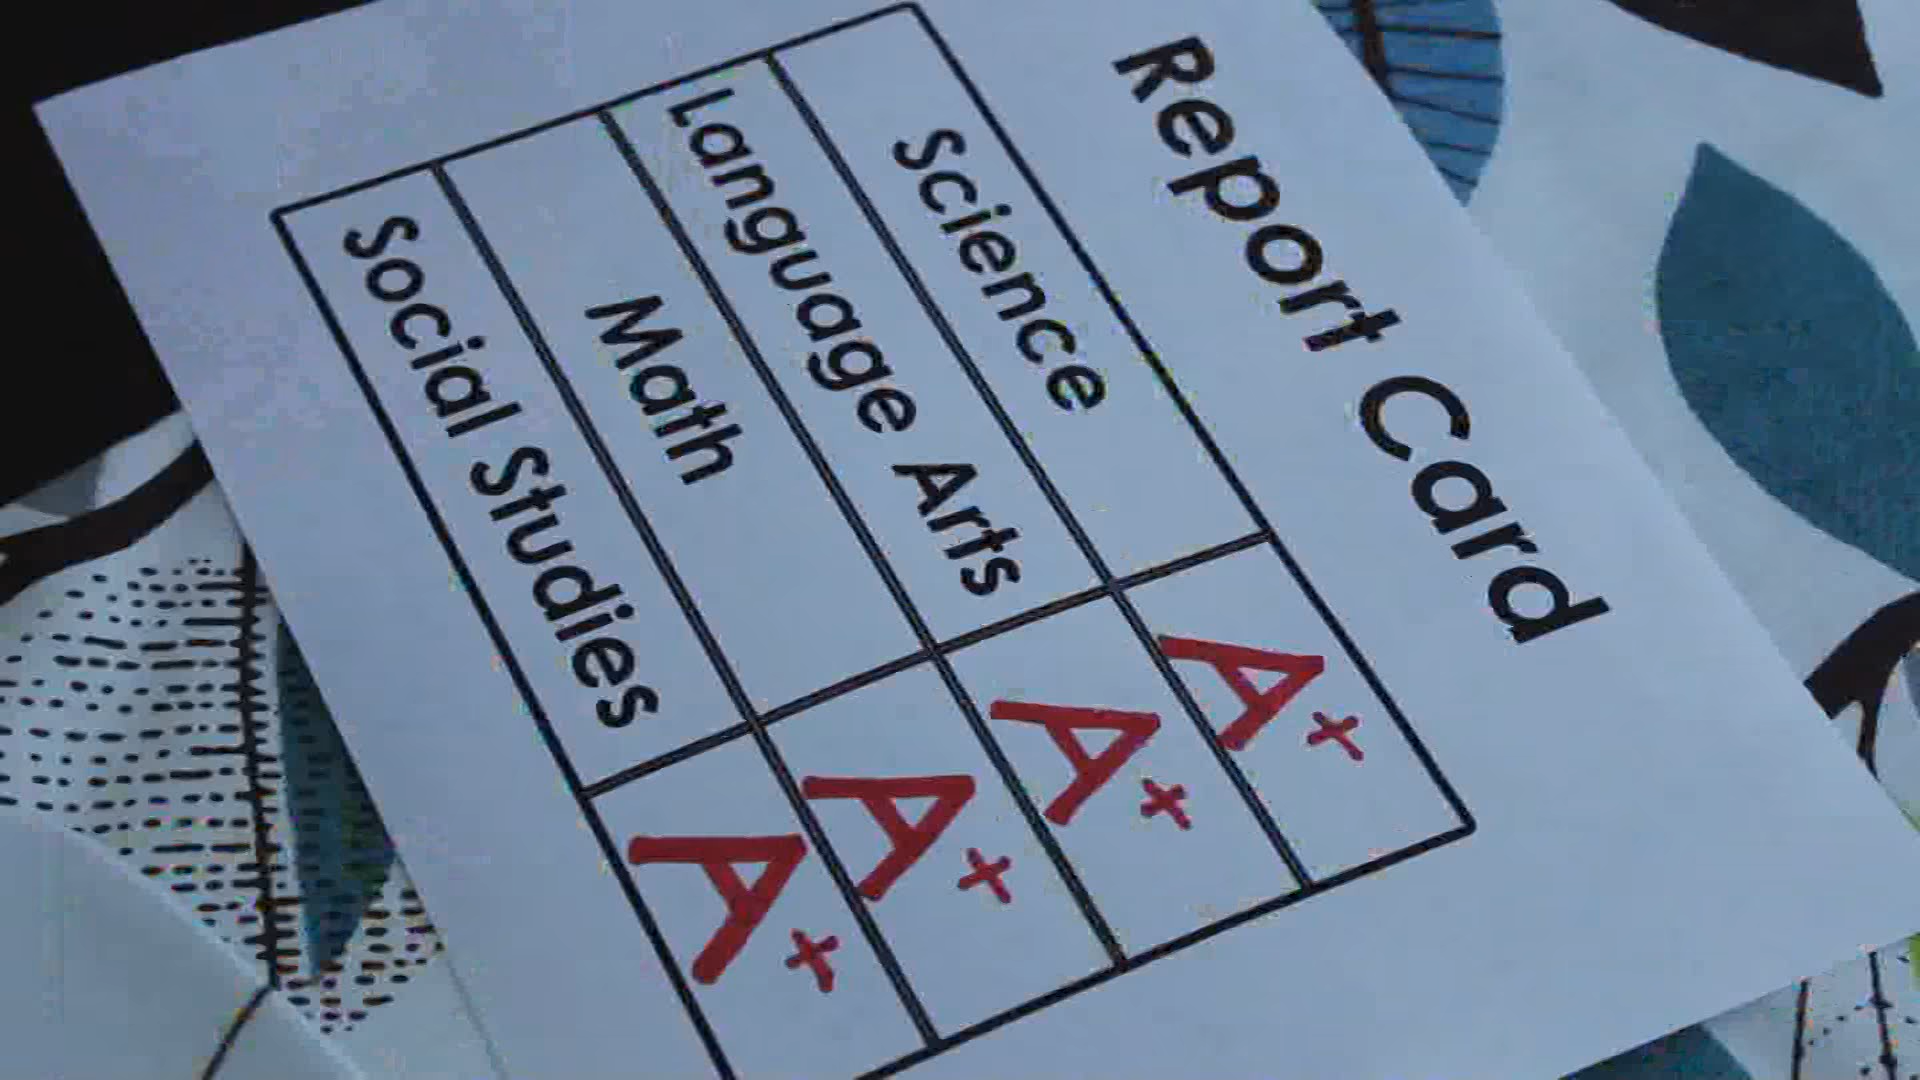 Report Card
Science A+
Language Arts A+
Math A+
Social Studies A+